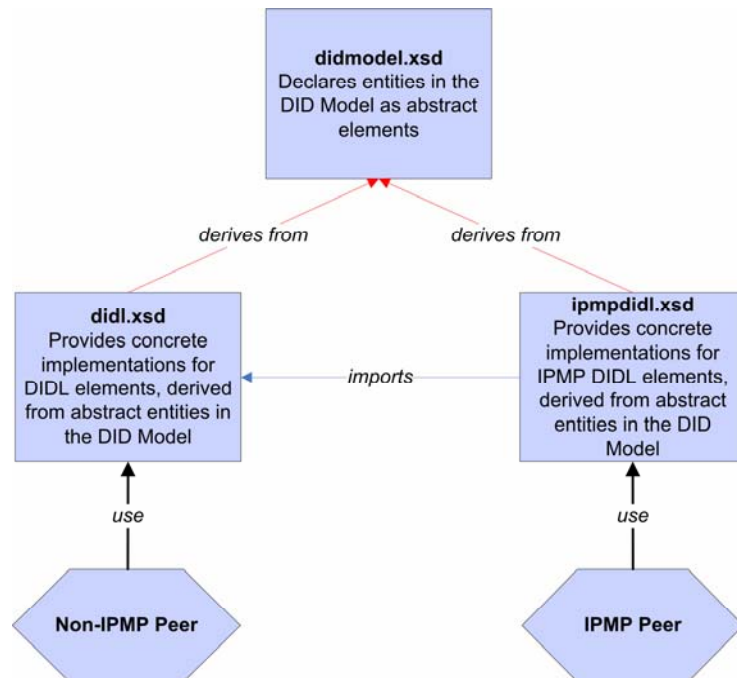 didmodel.xsd
Declares entities in the
DID Model as abstract
elements
derives from
derives from
didl.xsd
Provides concrete
implementations for
DIDL elements, derived
from abstract entities in
the DID Model
imports
ipmpdidl.xsd
Provides concrete
implementations for
IPMP DIDL elements,
derived from abstract
entities in the DID
Model
use
use
Non-IPMP Peer
IPMP Peer